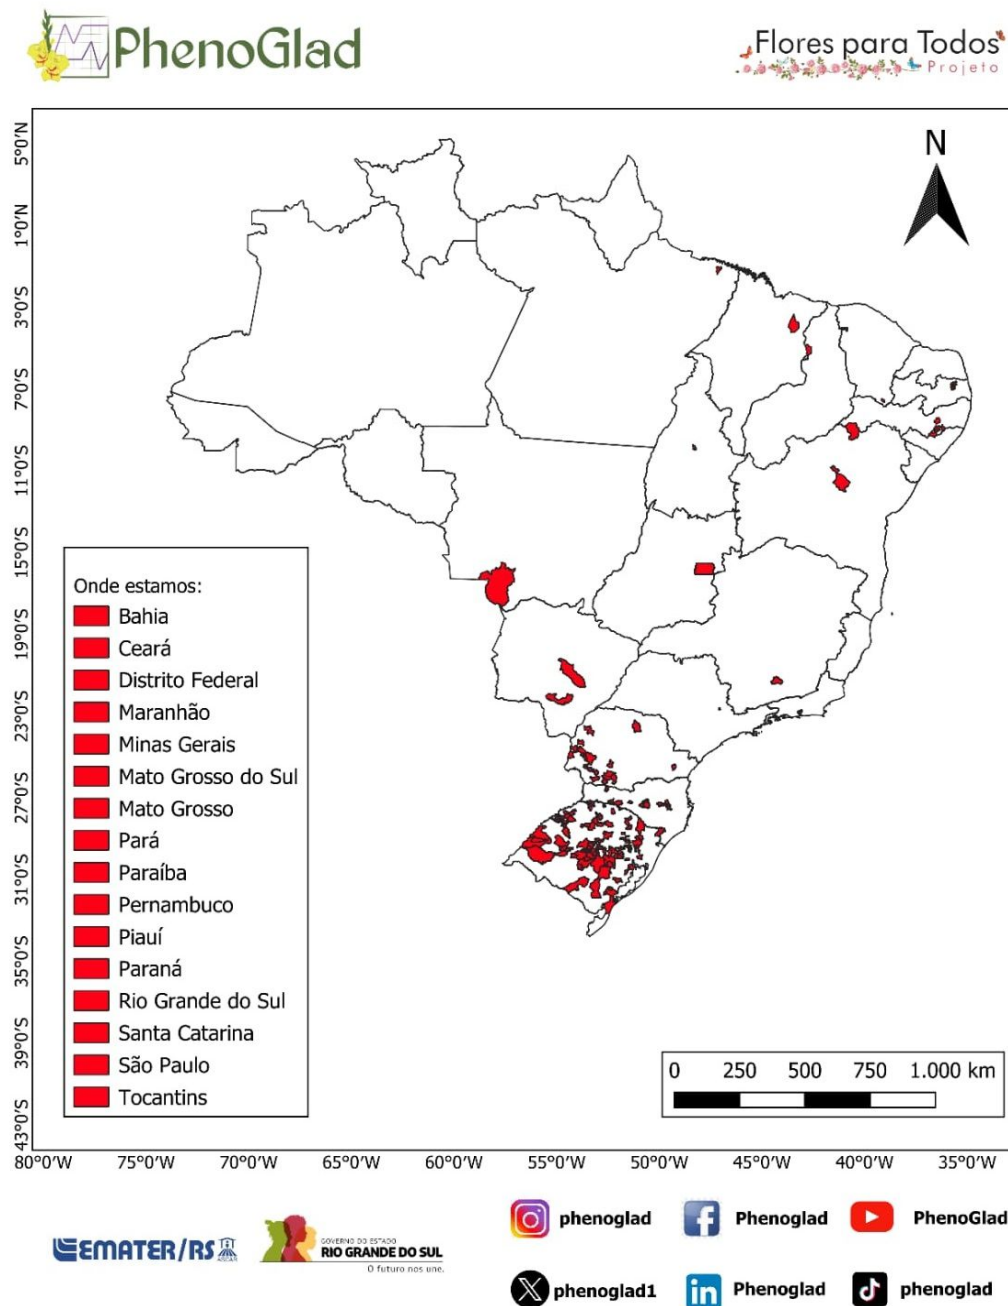 PhenoGlad
Flores para Todos
Projeto
N
5°0'N
1°0'N
3°0'S
7°0'S
11°0'S
15°0'S
19°0'S
23°0'S
27°0'S
31°0'S
35°0'S
39°0'S
43°0'S
Onde estamos:
Bahia
Ceará
Distrito Federal
Maranhão
Minas Gerais
Mato Grosso do Sul
Mato Grosso
Pará
Paraíba
Pernambuco
Piauí
Paraná
Rio Grande do Sul
Santa Catarina
São Paulo
Tocantins
0 250 500 750 1.000 km
80°0'W 75°0'W 70°0'W 65°0'W 60°0'W 55°0'W 50°0'W 45°0'W 40°0'W 35°0'W
EMATER/RS
ASCAR
GOVERNO DO ESTADO
RIO GRANDE DO SUL
O futuro nos une.
phenoglad
Phenoglad
PhenoGlad
phenoglad1
Phenoglad
phenoglad